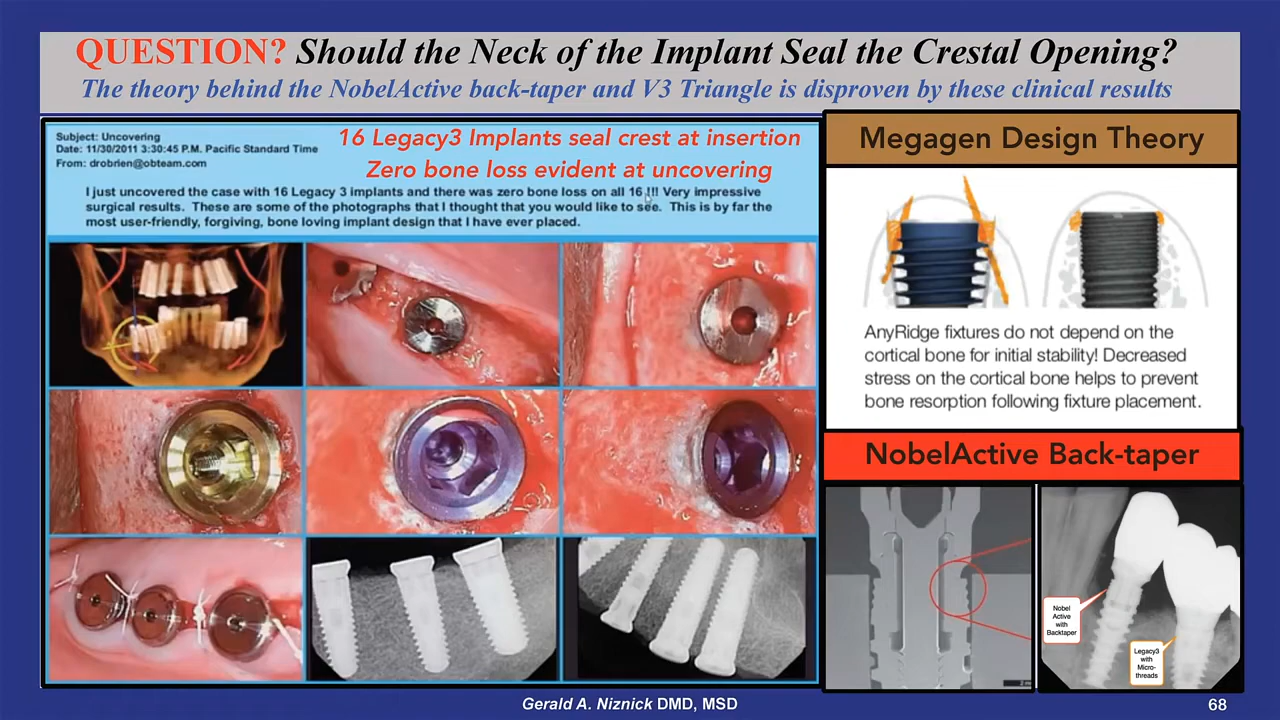 QUESTION? Should the Neck of the Implant Seal the Crestal Opening?
The theory behind the NobelActive back-taper and V3 Triangle is disproven by these clinical results
Subject: Uncovering
Date: 11/30/2011 3:30:45 P.M. Pacific Standard Time
From: drobrien@obteam.com
16 Legacy3 Implants seal crest at insertion
Zero bone loss evident at uncovering
I just uncovered the case with 16 Legacy 3 implants and there was zero bone loss on all 16 !!! Very impressive
surgical results. These are some of the photographs that I thought that you would like to see. This is by far the
most user-friendly, forgiving, bone loving implant design that I have ever placed.
Megagen Design Theory
AnyRidge fixtures do not depend on the
cortical bone for initial stability! Decreased
stress on the cortical bone helps to prevent
bone resorption following fixture placement.
NobelActive Back-taper
Nobel
Active
with
Backtaper
Legacy3
with
Micro-
threads
Gerald A. Niznick DMD, MSD
68